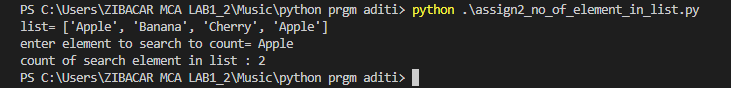 PS C:\Users\ZIBACAR MCA LAB1_2\Music\python prgm aditi> python .\assign2_no_of_element_in_list.py
list= ['Apple', 'Banana', 'Cherry', 'Apple']
enter element to search to count= Apple
count of search element in list : 2
PS C:\Users\ZIBACAR MCA LAB1_2\Music\python prgm aditi>